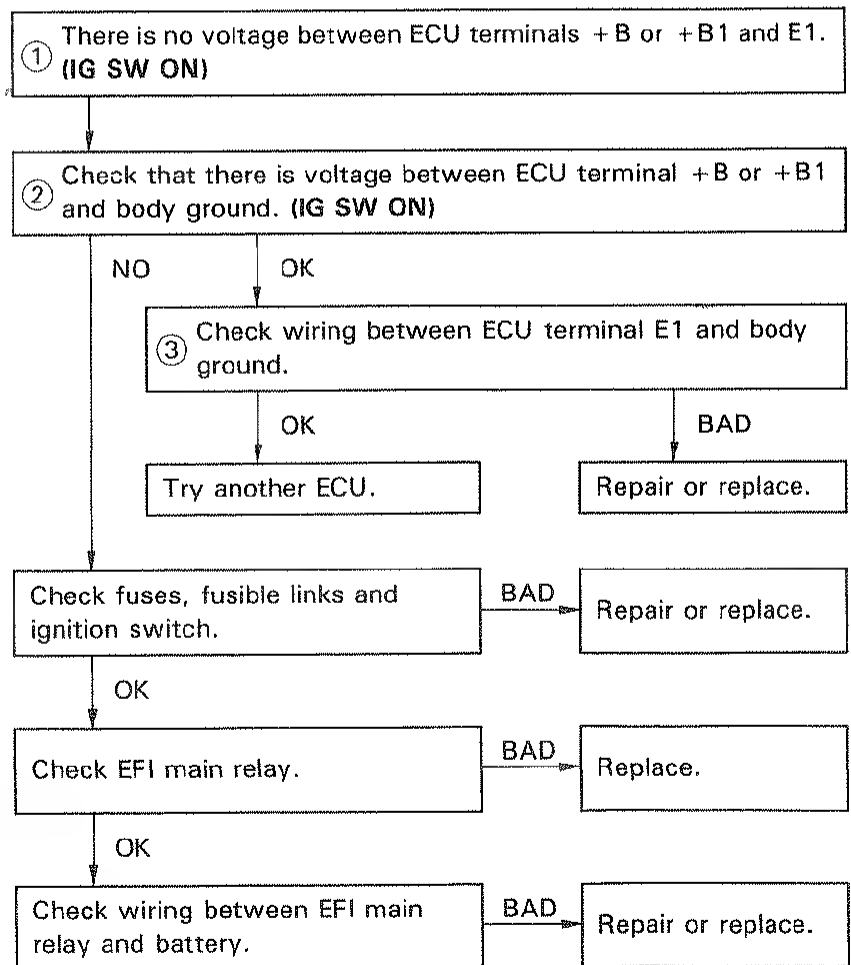 ① There is no voltage between ECU terminals +B or +B1 and E1.
(IG SW ON)
② Check that there is voltage between ECU terminal +B or +B1
and body ground. (IG SW ON)
NO
OK
③ Check wiring between ECU terminal E1 and body
ground.
OK
BAD
Try another ECU.
Repair or replace.
Check fuses, fusible links and
ignition switch.
BAD
Repair or replace.
OK
Check EFI main relay.
BAD
Replace.
OK
Check wiring between EFI main
relay and battery.
BAD
Repair or replace.